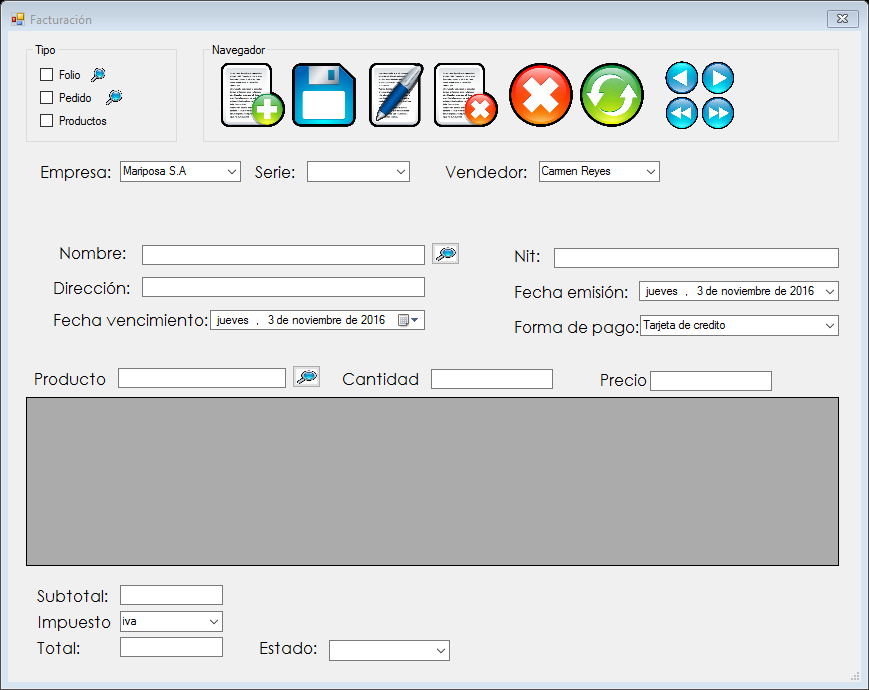 Facturación
Tipo
Navegador
Folio
Pedido
Productos
Empresa: Mariposa S.A Serie: Vendedor: Carmen Reyes
Nombre: Nit:
Dirección: Fecha emisión: jueves , 3 de noviembre de 2016
Fecha vencimiento: jueves , 3 de noviembre de 2016 Forma de pago: Tarjeta de credito
Producto Cantidad Precio
Subtotal:
Impuesto iva
Total: Estado: